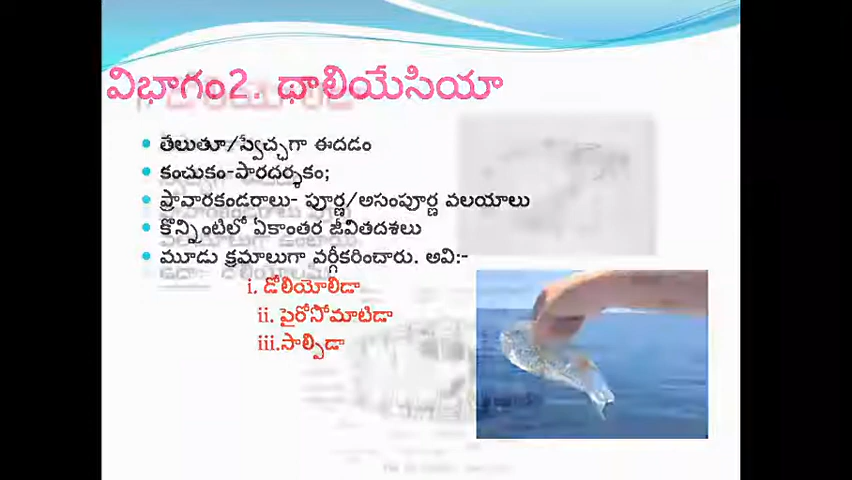 విభాగం2. థాలియేసియా
తేలుతూ/స్వేచ్ఛగా ఈదడం
కంచుకం-పారదర్శకం;
ప్రావారకండరాలు- పూర్ణ/అసంపూర్ణ వలయాలు
కొన్నింటిలో ఏకాంతర జీవితదశలు
మూడు క్రమాలుగా వర్గీకరించారు. అవి:-
i. డోలియోలిడా
ii. పైరోసోమాటిడా
iii.సాల్పిడా